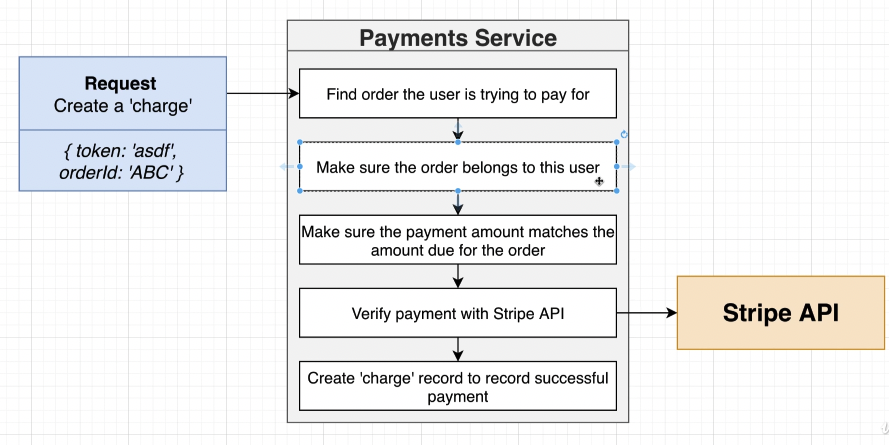 Payments Service
Request
Create a 'charge'
{ token: 'asdf',
orderId: 'ABC' }
Find order the user is trying to pay for
Make sure the order belongs to this user
Make sure the payment amount matches the
amount due for the order
Verify payment with Stripe API
Stripe API
Create 'charge' record to record successful
payment